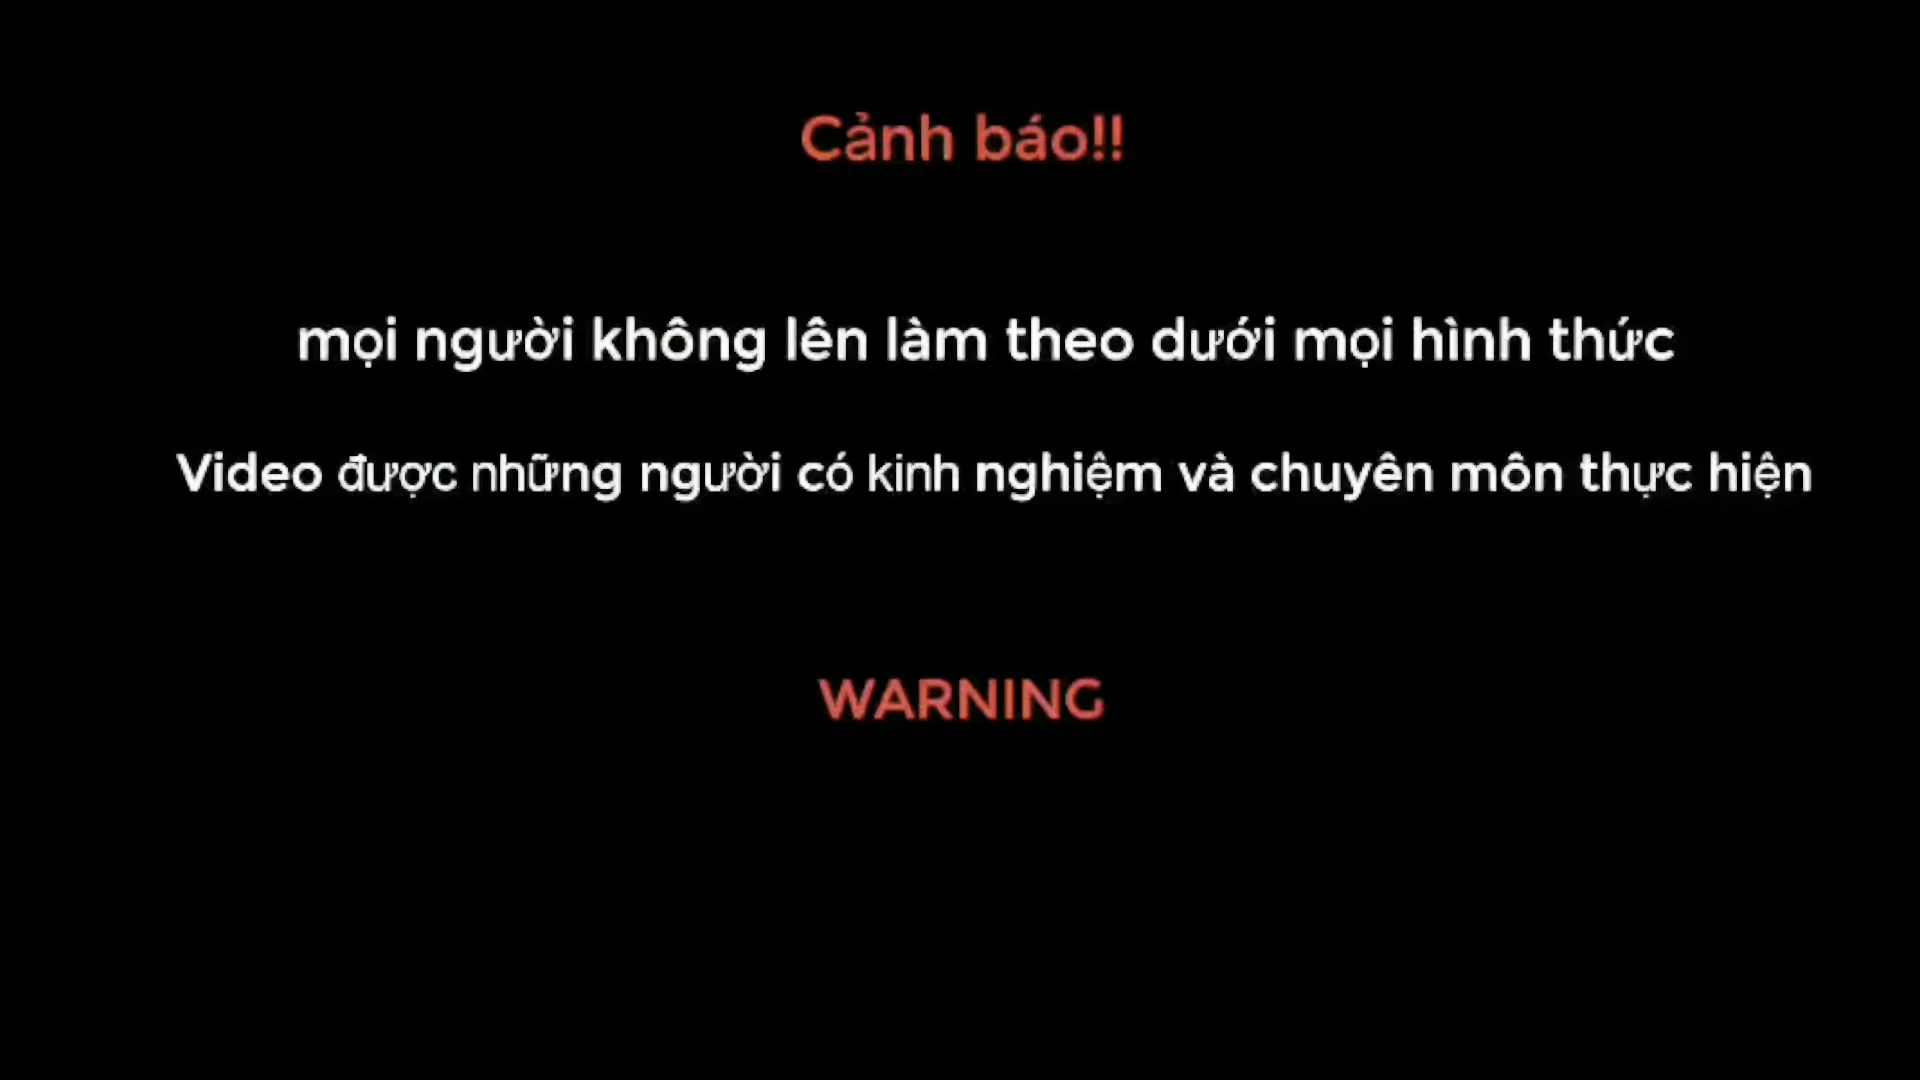 Cảnh báo!!
mọi người không lên làm theo dưới mọi hình thức
Video được những người có kinh nghiệm và chuyên môn thực hiện
WARNING